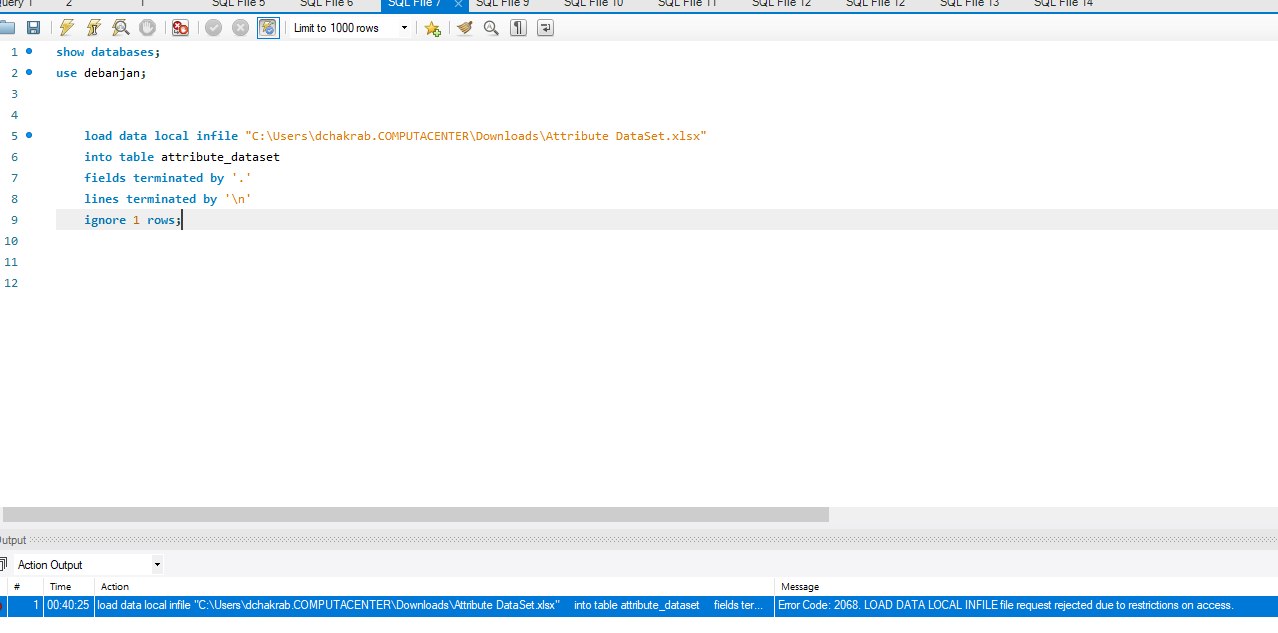 uery 1 2 1 SQL File 5 SQL File 6 SQL File 7 SQL File 9 SQL File 10 SQL File 11 SQL File 12 SQL File 12 SQL File 13 SQL File 14
Limit to 1000 rows
1 show databases;
2 use debanjan;
3
4
5 load data local infile "C:\Users\dchakrab.COMPUTACENTER\Downloads\Attribute DataSet.xlsx"
6 into table attribute_dataset
7 fields terminated by '.'
8 lines terminated by '\n'
9 ignore 1 rows;
10
11
12
utput
Action Output
# Time Action Message
1 00:40:25 load data local infile "C:\Users\dchakrab.COMPUTACENTER\Downloads\Attribute DataSet.xlsx" into table attribute_dataset fields ter... Error Code: 2068. LOAD DATA LOCAL INFILE file request rejected due to restrictions on access.